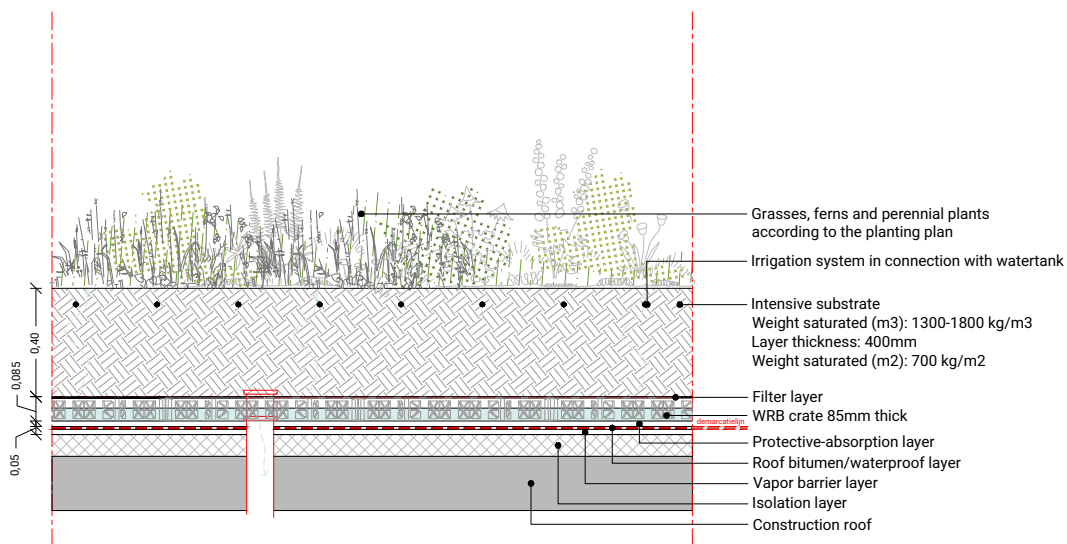 Grasses, ferns and perennial plants
according to the planting plan
Irrigation system in connection with watertank
Intensive substrate
Weight saturated (m3): 1300-1800 kg/m3
Layer thickness: 400mm
Weight saturated (m2): 700 kg/m2
0,40
0,085
Filter layer
WRB crate 85mm thick
demarcatielijn
Protective-absorption layer
0,05
Roof bitumen/waterproof layer
Vapor barrier layer
Isolation layer
Construction roof